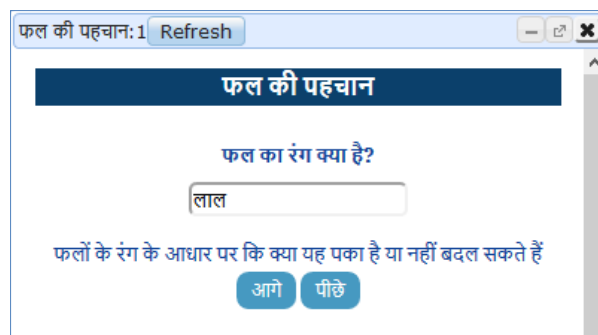 फल की पहचान:1 Refresh
फल की पहचान
फल का रंग क्या है?
लाल
फलों के रंग के आधार पर कि क्या यह पका है या नहीं बदल सकते हैं
आगे पीछे